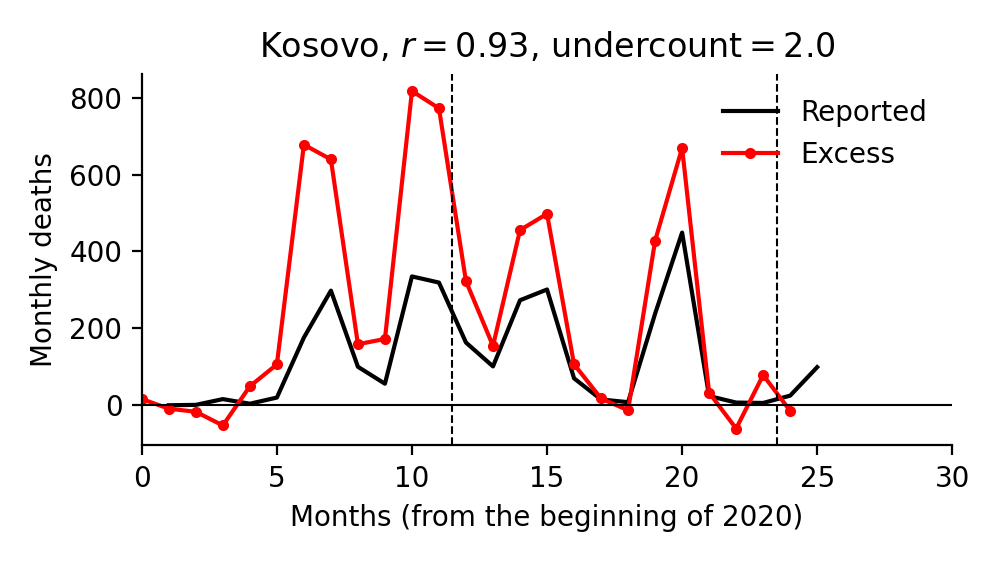 Kosovo, r = 0.93, undercount = 2.0
Monthly deaths
800
600
400
200
0
Reported
Excess
0 5 10 15 20 25 30
Months (from the beginning of 2020)